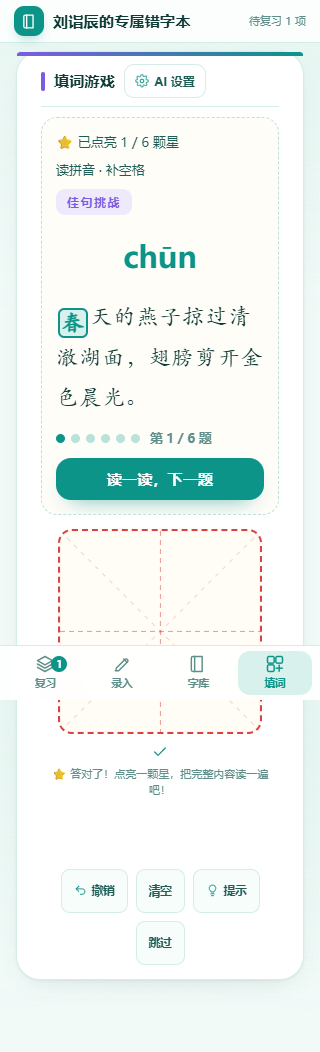 刘诣辰的专属错字本
待复习 1 项
填词游戏
AI 设置
已点亮 1 / 6 颗星
读拼音 · 补空格
佳句挑战
chūn
春天的燕子掠过清
澈湖面，翅膀剪开金
色晨光。
第 1 / 6 题
读一读，下一题
1
复习
录入
字库
填词
答对了！点亮一颗星，把完整内容读一遍
吧！
撤销
清空
提示
跳过